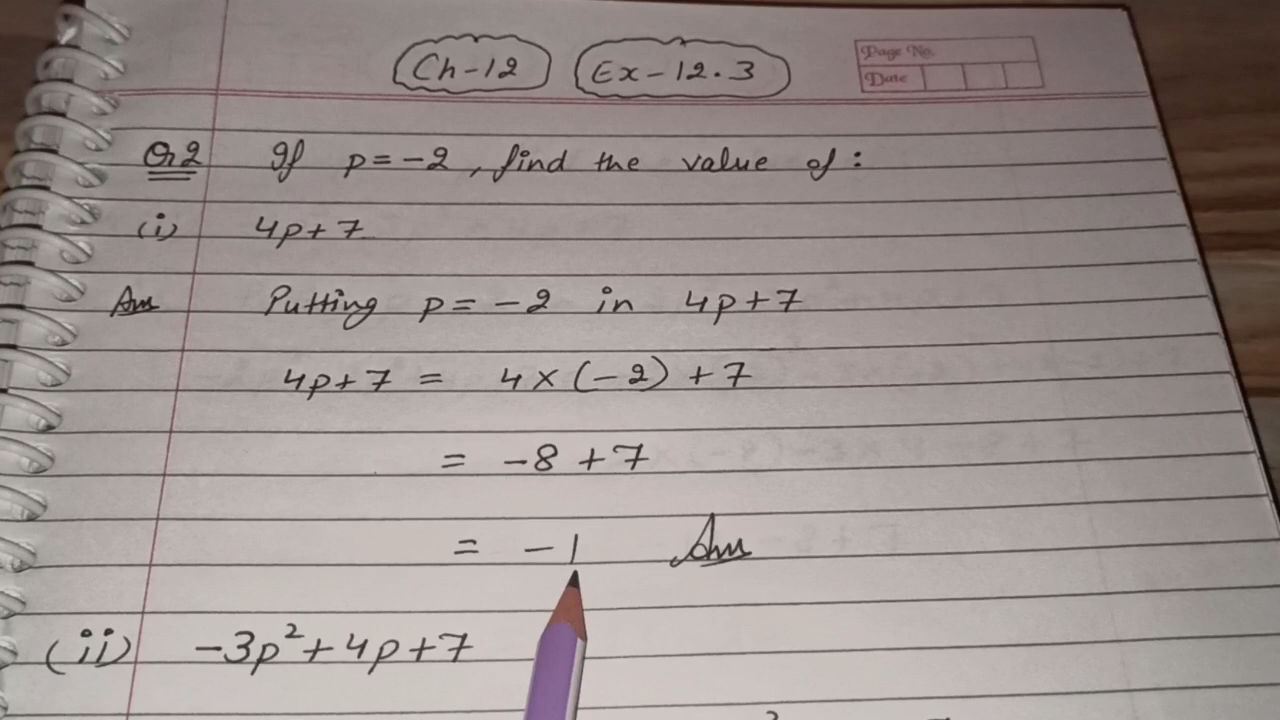 Ch-12 Ex-12.3
Page No.
Date
Q2 If p=-2, find the value of:
(i) 4p+7
Ans Putting p=-2 in 4p+7
4p+7 = 4×(-2)+7
= -8+7
= -1 Ans
(ii) -3p²+4p+7